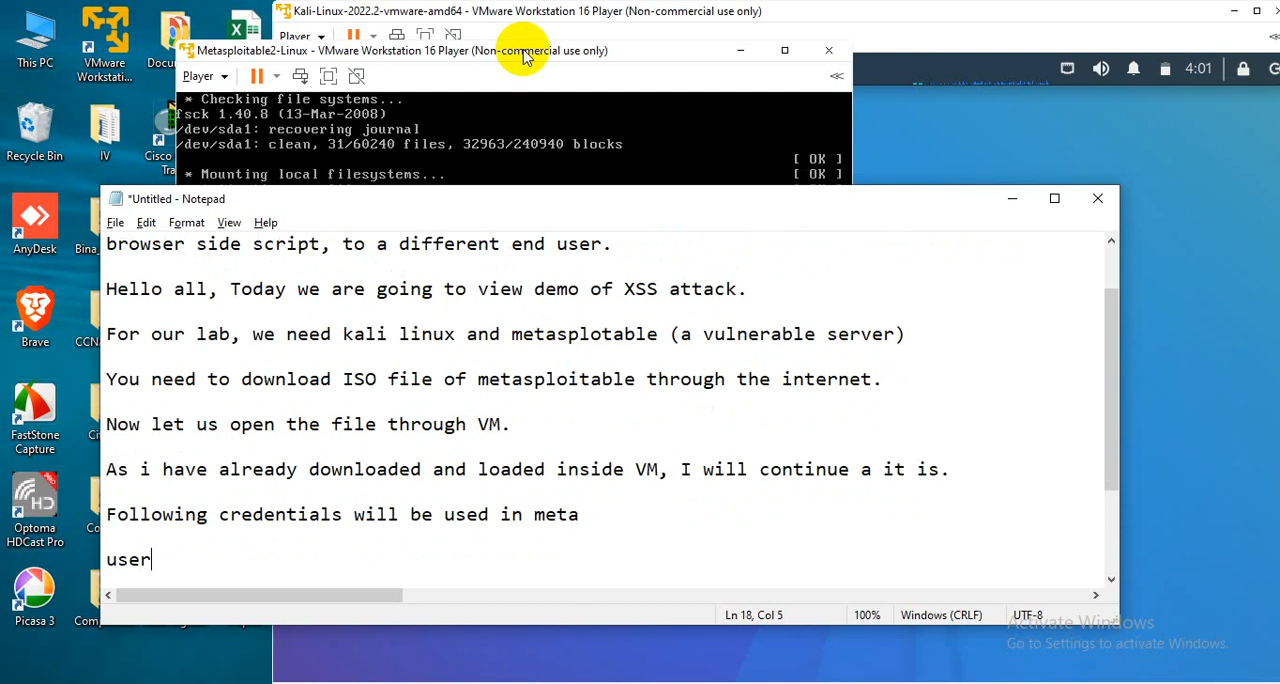 Kali-Linux-2022.2-vmware-amd64 - VMware Workstation 16 Player (Non-commercial use only)
Player
Metasploitable2-Linux - VMware Workstation 16 Player (Non-commercial use only)
Player
4:01
* Checking file systems...
fsck 1.40.8 (13-Mar-2008)
/dev/sda1: recovering journal
/dev/sda1: clean, 31/60240 files, 32963/240940 blocks
[ OK ]
* Mounting local filesystems...
[ OK ]
*Untitled - Notepad
File Edit Format View Help
browser side script, to a different end user.
Hello all, Today we are going to view demo of XSS attack.
For our lab, we need kali linux and metasplotable (a vulnerable server)
You need to download ISO file of metasploitable through the internet.
Now let us open the file through VM.
As i have already downloaded and loaded inside VM, I will continue a it is.
Following credentials will be used in meta
user
Ln 18, Col 5
100%
Windows (CRLF)
UTF-8
Activate Windows
Go to Settings to activate Windows.
This PC
VMware Workstati...
Recycle Bin
IV
Cisco
AnyDesk
Brave
FastStone Capture
Optoma HDCast Pro
Picasa 3